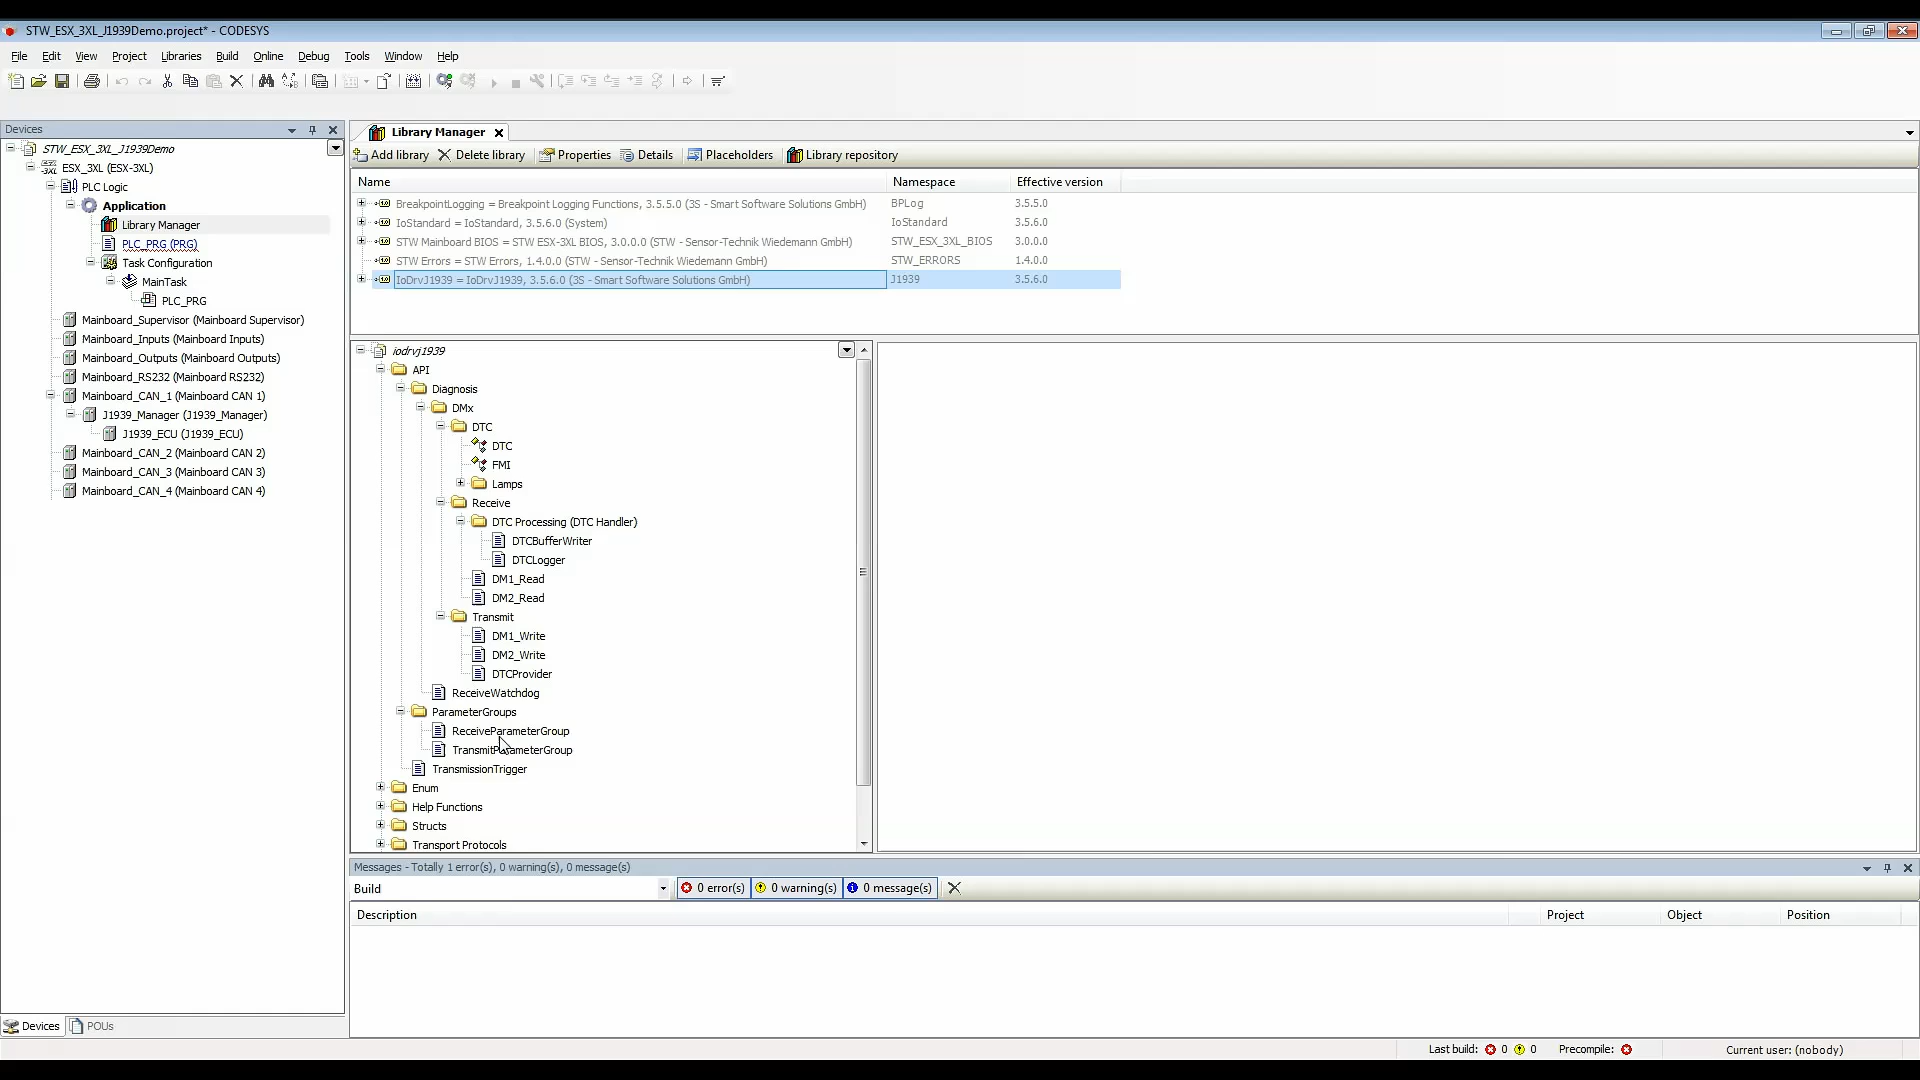 STW_ESX_3XL_J1939Demo.project* - CODESYS
File Edit View Project Libraries Build Online Debug Tools Window Help
Devices
STW_ESX_3XL_J1939Demo
ESX_3XL (ESX-3XL)
PLC Logic
Application
Library Manager
PLC_PRG (PRG)
Task Configuration
MainTask
PLC_PRG
Mainboard_Supervisor (Mainboard Supervisor)
Mainboard_Inputs (Mainboard Inputs)
Mainboard_Outputs (Mainboard Outputs)
Mainboard_RS232 (Mainboard RS232)
Mainboard_CAN_1 (Mainboard CAN 1)
J1939_Manager (J1939_Manager)
J1939_ECU (J1939_ECU)
Mainboard_CAN_2 (Mainboard CAN 2)
Mainboard_CAN_3 (Mainboard CAN 3)
Mainboard_CAN_4 (Mainboard CAN 4)
Devices POUs
Library Manager
Add library Delete library Properties Details Placeholders Library repository
Name Namespace Effective version
BreakpointLogging = Breakpoint Logging Functions, 3.5.5.0 (3S - Smart Software Solutions GmbH) BPLog 3.5.5.0
IoStandard = IoStandard, 3.5.6.0 (System) IoStandard 3.5.6.0
STW Mainboard BIOS = STW ESX-3XL BIOS, 3.0.0.0 (STW - Sensor-Technik Wiedemann GmbH) STW_ESX_3XL_BIOS 3.0.0.0
STW Errors = STW Errors, 1.4.0.0 (STW - Sensor-Technik Wiedemann GmbH) STW_ERRORS 1.4.0.0
IoDrvJ1939 = IoDrvJ1939, 3.5.6.0 (3S - Smart Software Solutions GmbH) J1939 3.5.6.0
iodrvj1939
API
Diagnosis
DMx
DTC
DTC
FMI
Lamps
Receive
DTC Processing (DTC Handler)
DTCBufferWriter
DTCLogger
DM1_Read
DM2_Read
Transmit
DM1_Write
DM2_Write
DTCProvider
ReceiveWatchdog
ParameterGroups
ReceiveParameterGroup
TransmitParameterGroup
TransmissionTrigger
Enum
Help Functions
Structs
Transport Protocols
Messages - Totally 1 error(s), 0 warning(s), 0 message(s)
Build 0 error(s) 0 warning(s) 0 message(s)
Description Project Object Position
Last build: 0 0 Precompile: Current user: (nobody)